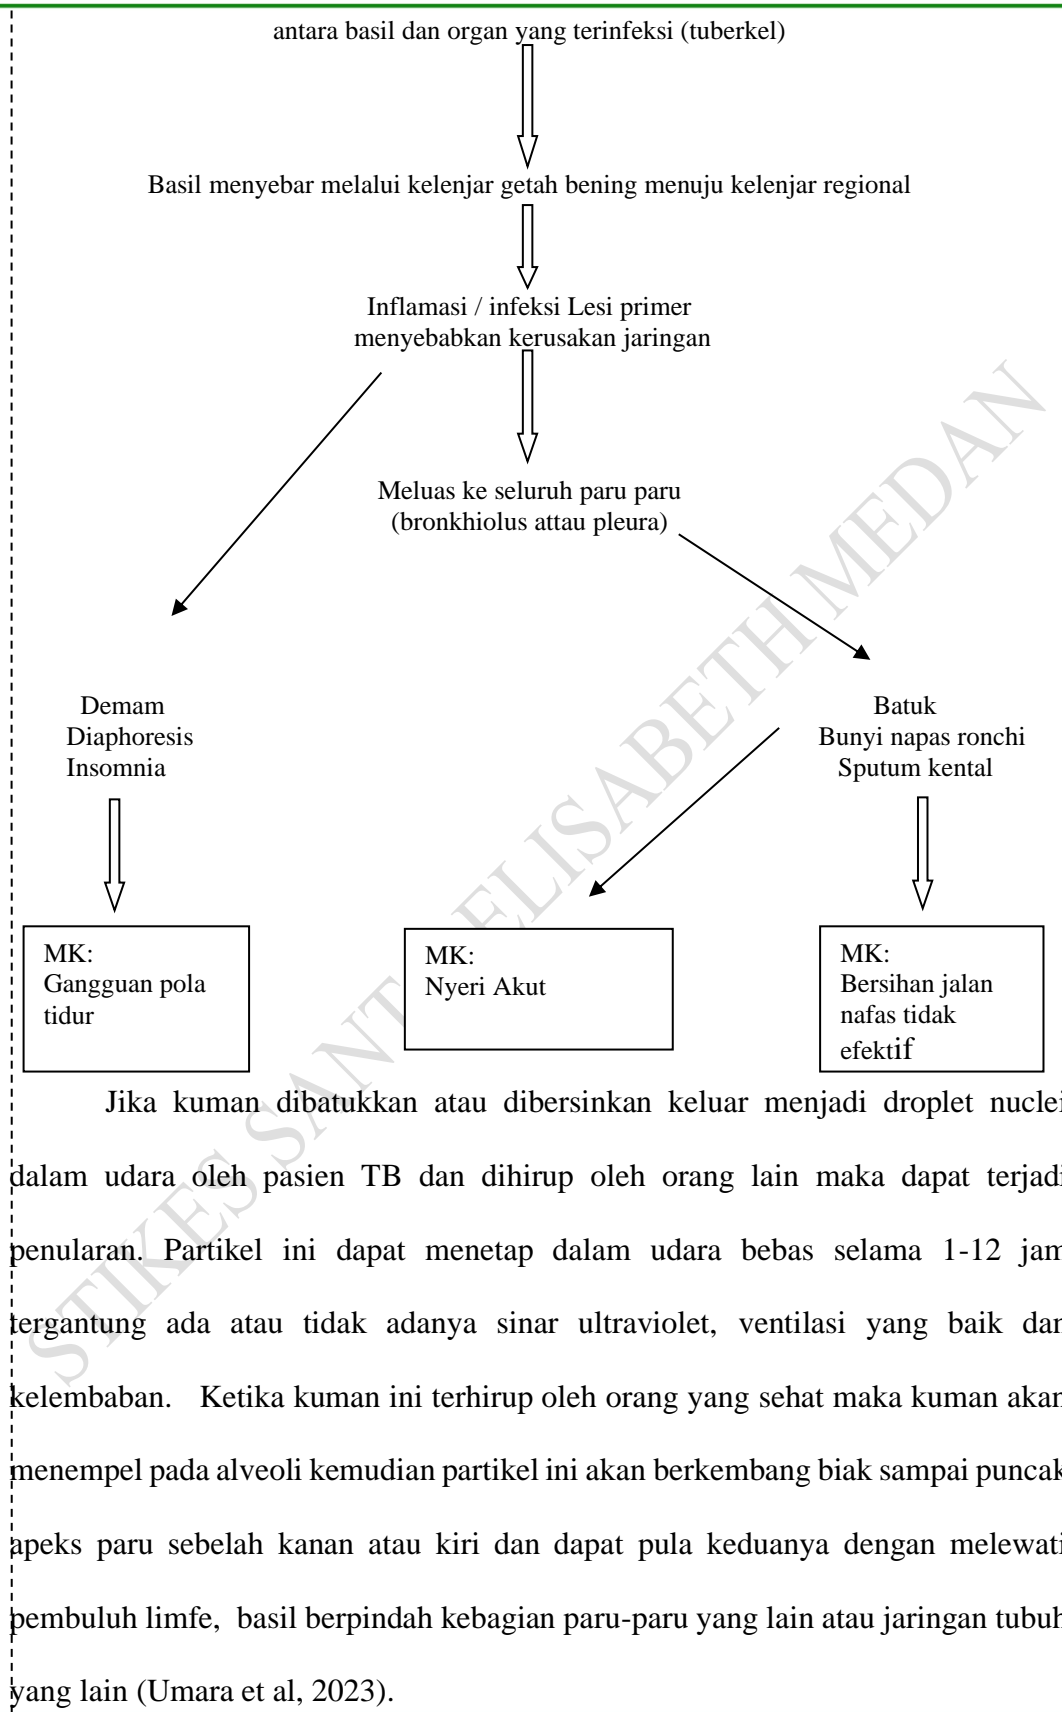 antara basil dan organ yang terinfeksi (tuberkel)
Basil menyebar melalui kelenjar getah bening menuju kelenjar regional
Inflamasi / infeksi Lesi primer
menyebabkan kerusakan jaringan
Meluas ke seluruh paru paru
(bronkhiolus attau pleura)
Demam
Diaphoresis
Insomnia
Batuk
Bunyi napas ronchi
Sputum kental
MK:
Gangguan pola
tidur
MK:
Nyeri Akut
MK:
Bersihan jalan
nafas tidak
efektif
Jika kuman dibatukkan atau dibersinkan keluar menjadi droplet nuclei
dalam udara oleh pasien TB dan dihirup oleh orang lain maka dapat terjadi
penularan. Partikel ini dapat menetap dalam udara bebas selama 1-12 jam
tergantung ada atau tidak adanya sinar ultraviolet, ventilasi yang baik dan
kelembaban. Ketika kuman ini terhirup oleh orang yang sehat maka kuman akan
menempel pada alveoli kemudian partikel ini akan berkembang biak sampai puncak
apeks paru sebelah kanan atau kiri dan dapat pula keduanya dengan melewati
pembuluh limfe, basil berpindah kebagian paru-paru yang lain atau jaringan tubuh
yang lain (Umara et al, 2023).
STIKES SANT ELISABETH MEDAN